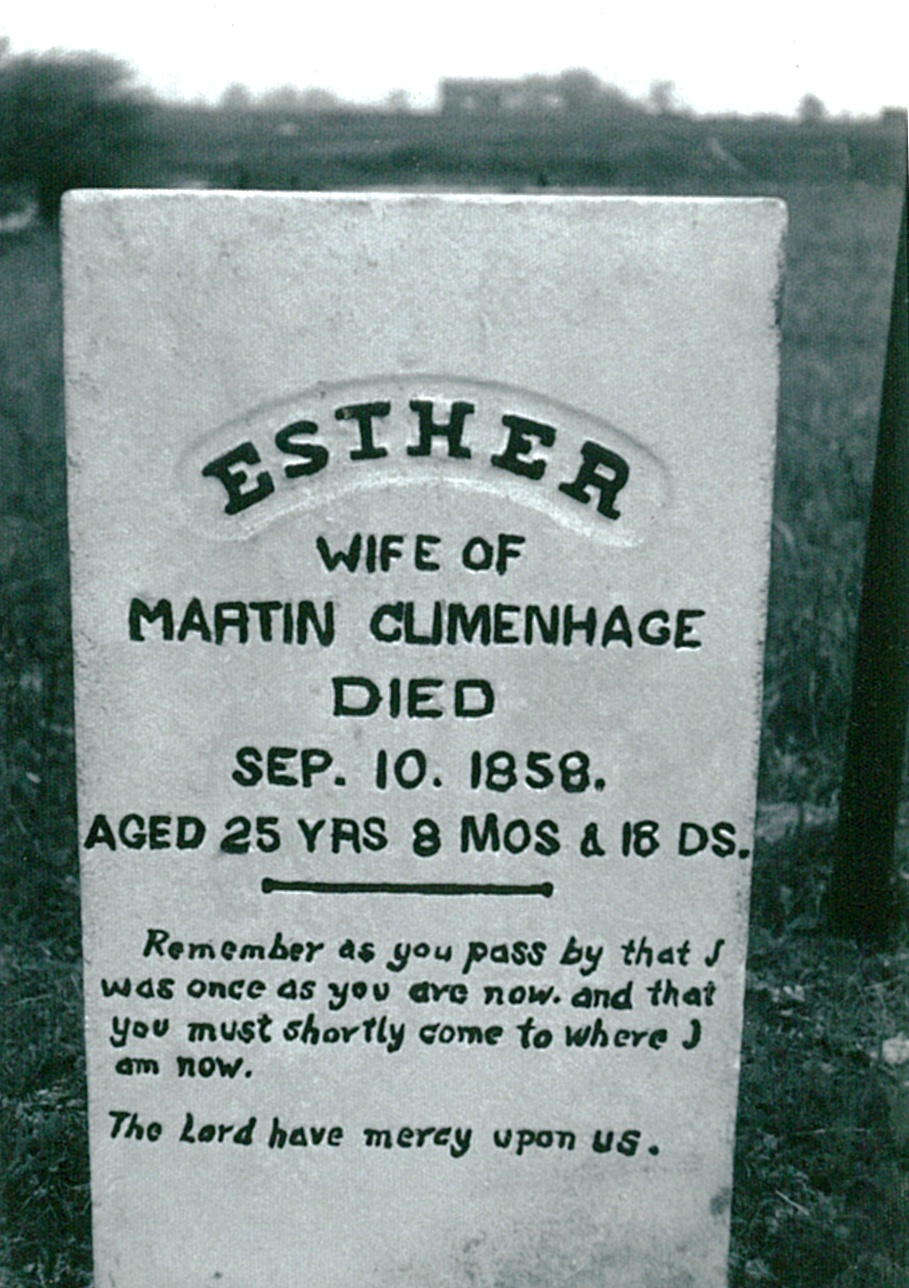 ESTHER
WIFE OF
MARTIN CLIMENHAGE
DIED
SEP. 10. 1858.
AGED 25 YRS 8 MOS & 18 DS.
Remember as you pass by that I
was once as you are now. and that
you must shortly come to where I
am now.
The Lord have mercy upon us.